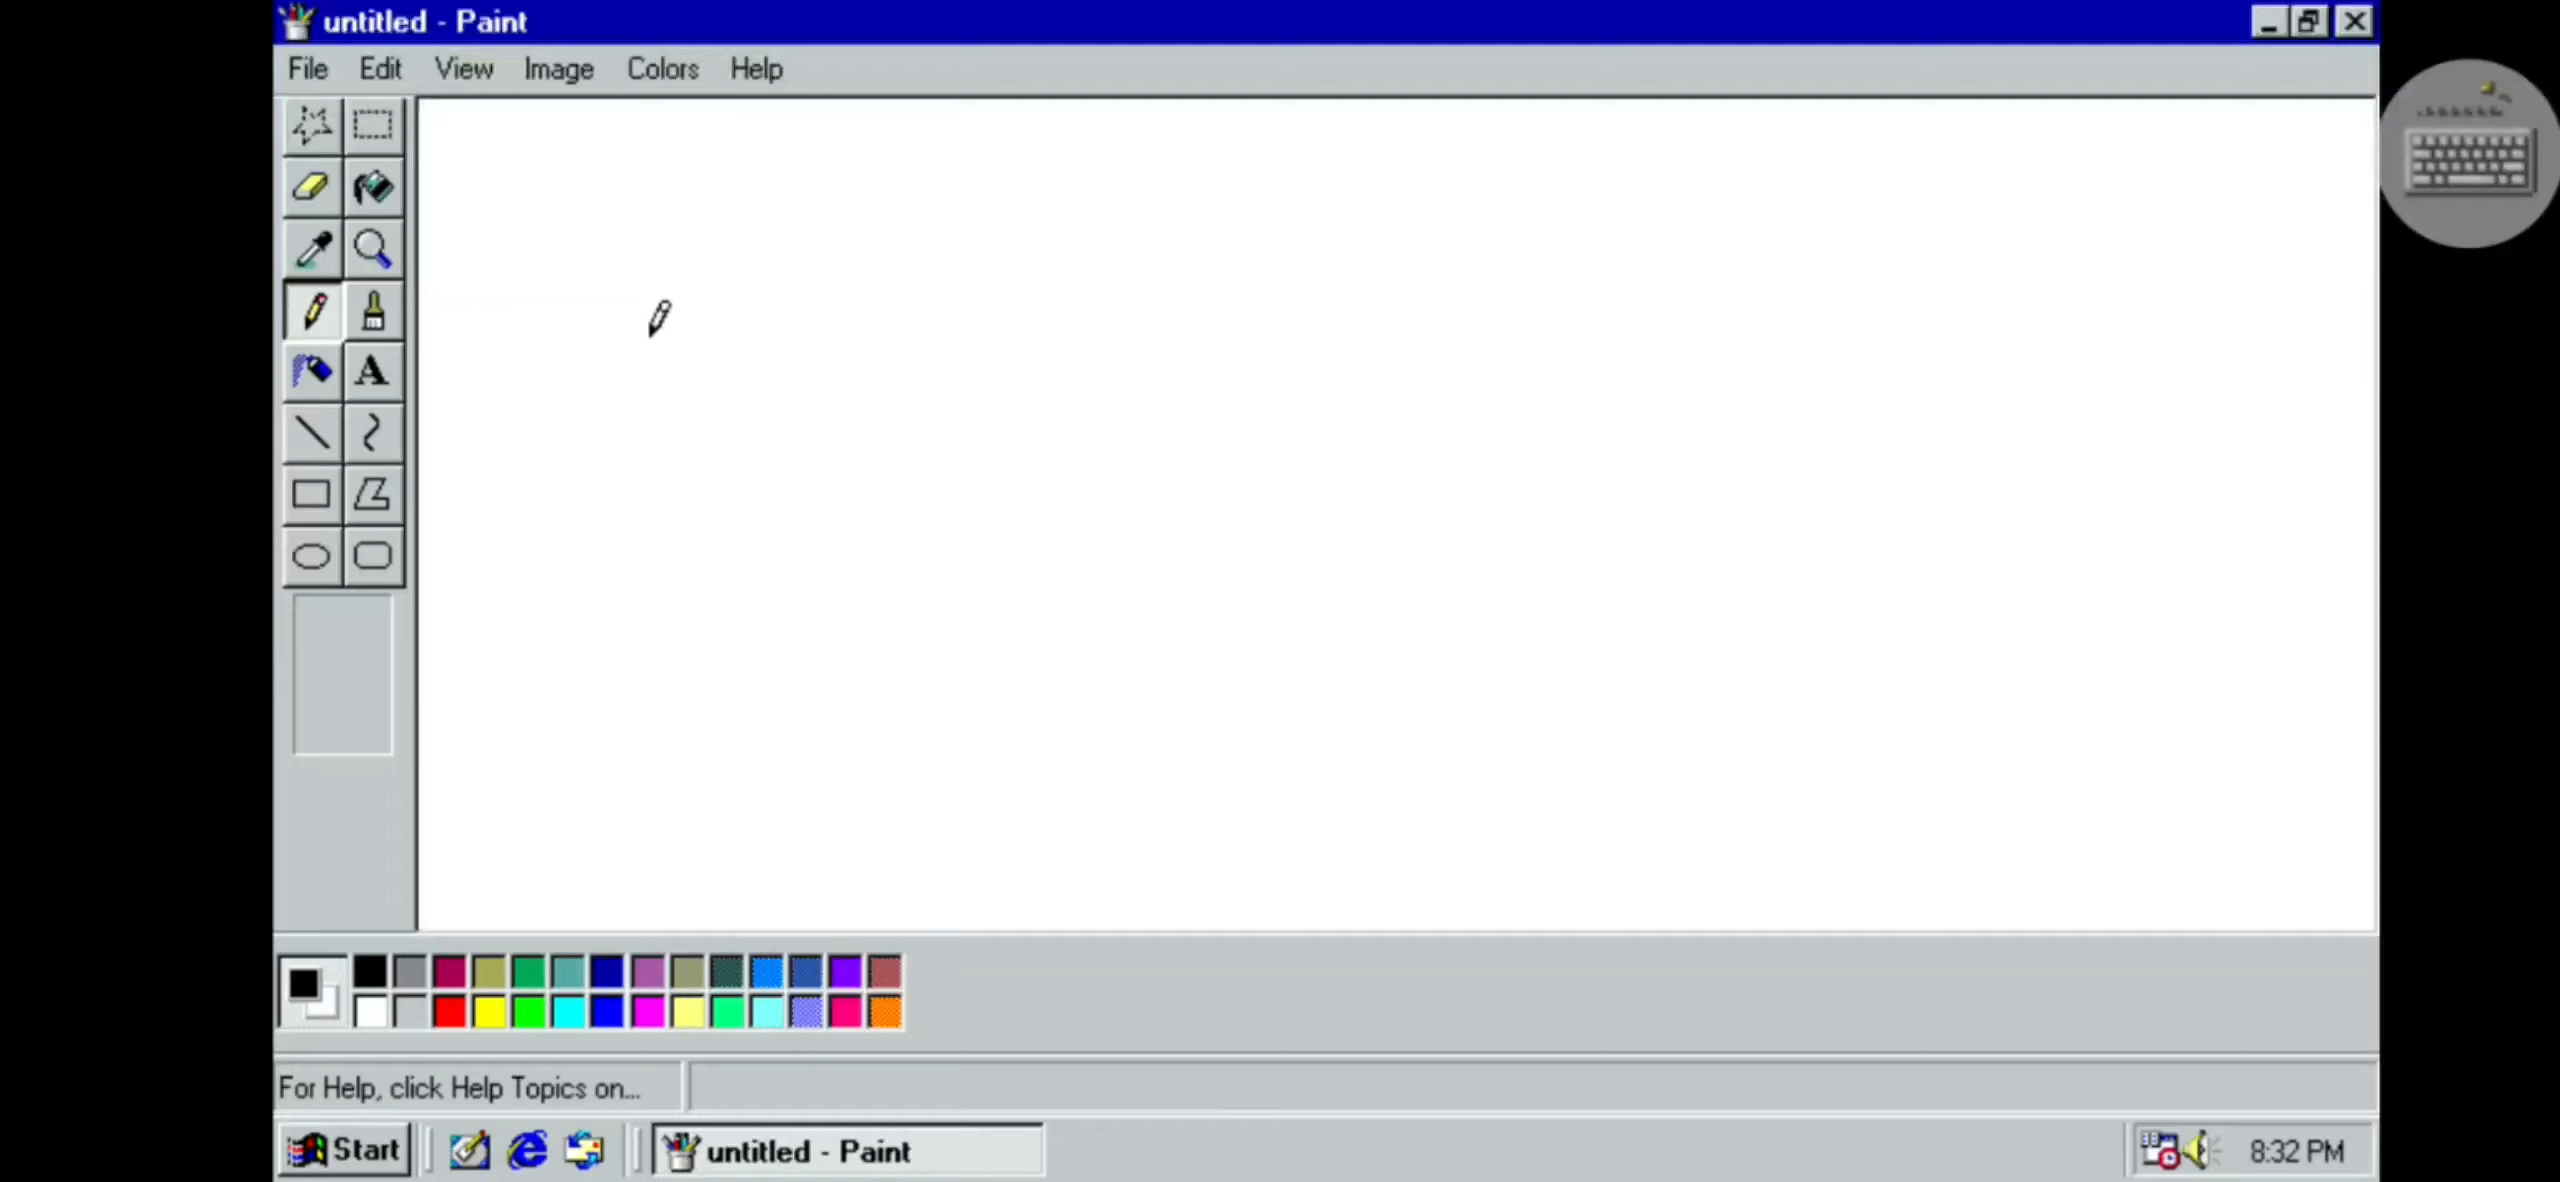 untitled - Paint
File Edit View Image Colors Help
A
For Help, click Help Topics on...
Start untitled - Paint 8:32 PM